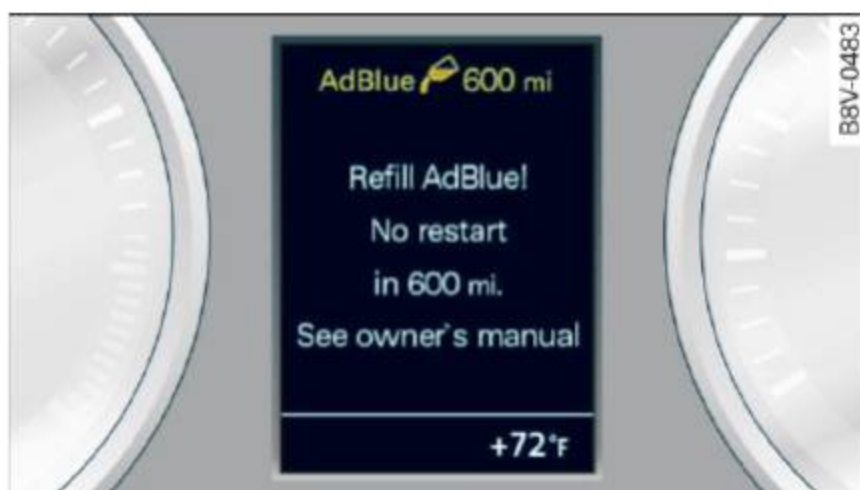 AdBlue 600 mi
Refill AdBlue!
No restart
in 600 mi.
See owner`s manual
+72°F
B8V-0483